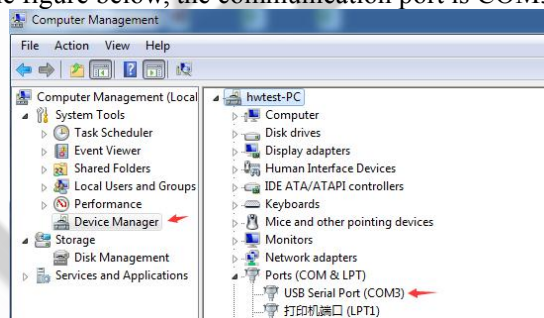 e figure below, the communication port is COM3
Computer Management
File Action View Help
Computer Management (Local
System Tools
Task Scheduler
Event Viewer
Shared Folders
Local Users and Groups
Performance
Device Manager
Storage
Disk Management
Services and Applications
hwtest-PC
Computer
Disk drives
Display adapters
Human Interface Devices
IDE ATA/ATAPI controllers
Keyboards
Mice and other pointing devices
Monitors
Network adapters
Ports (COM & LPT)
USB Serial Port (COM3)
打印机端口 (LPT1)